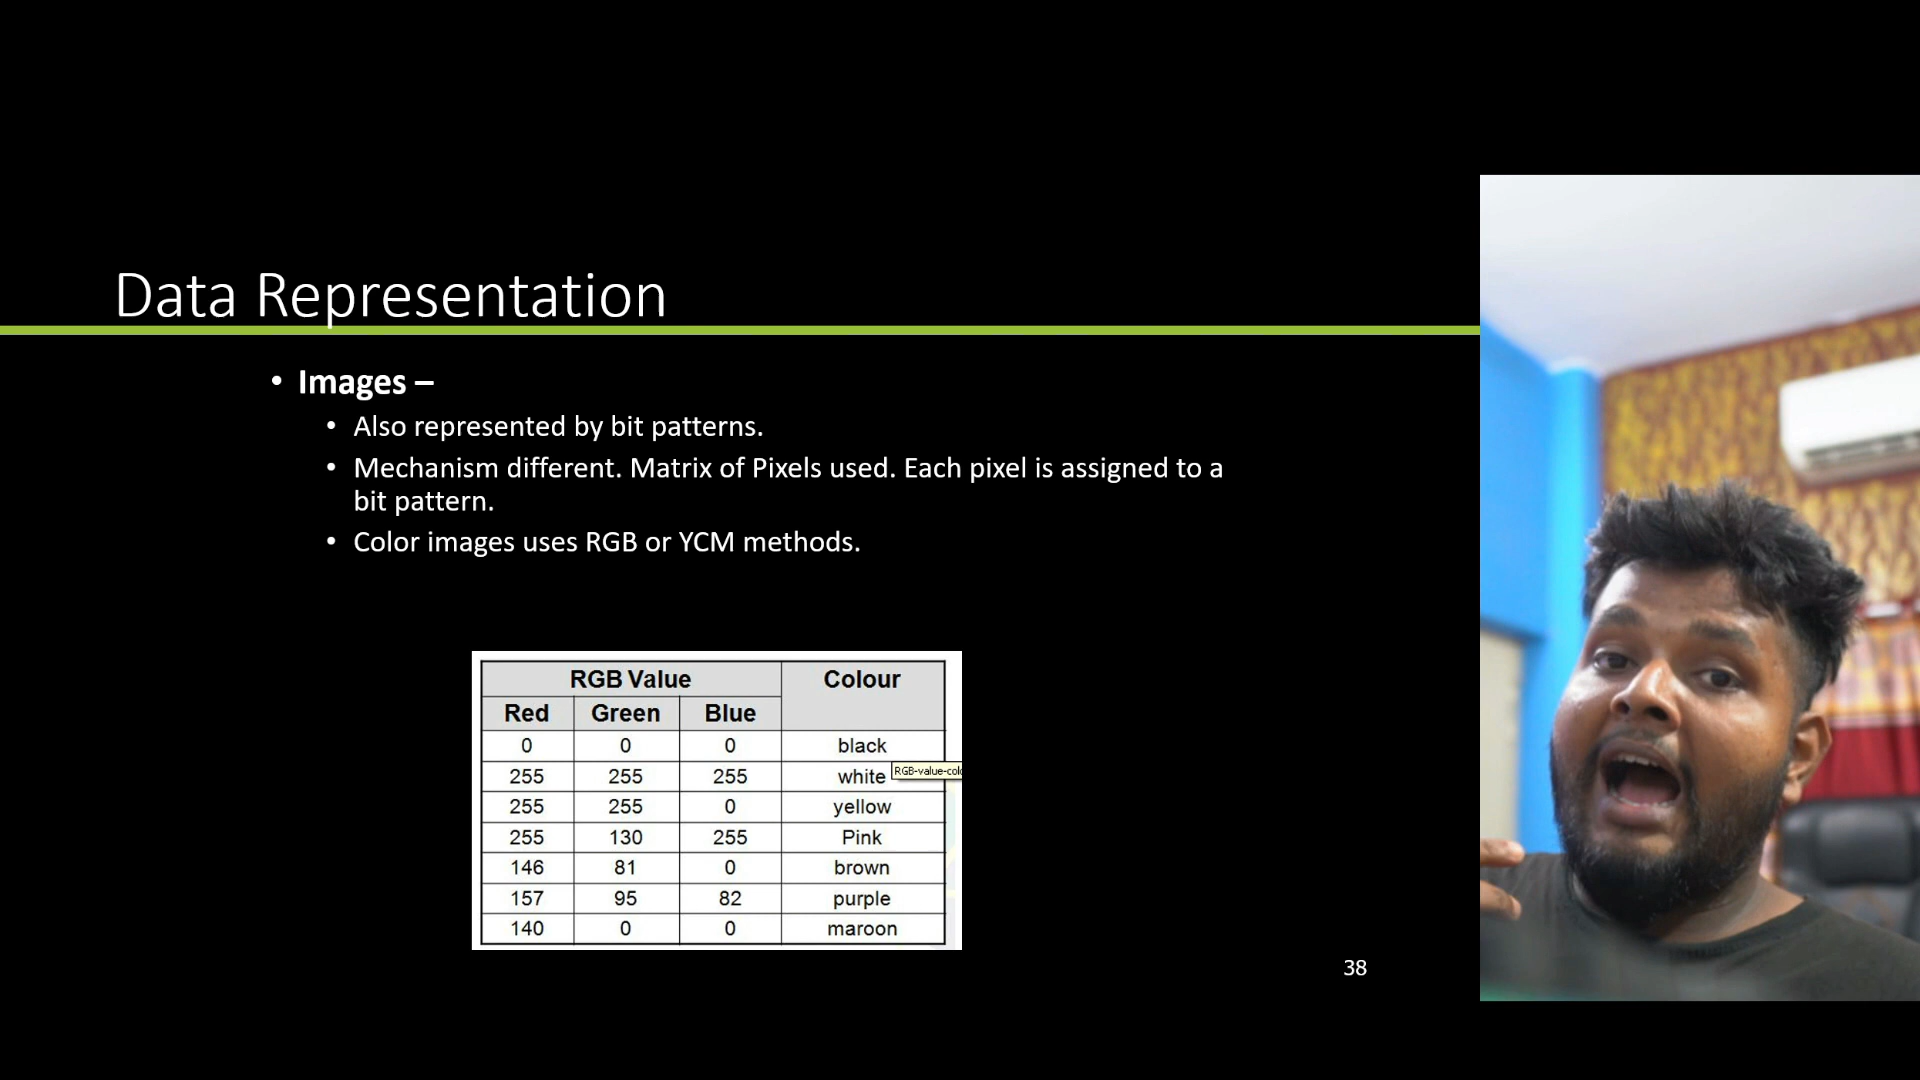 Data Representation
• Images –
• Also represented by bit patterns.
• Mechanism different. Matrix of Pixels used. Each pixel is assigned to a
bit pattern.
• Color images uses RGB or YCM methods.
RGB Value Colour
Red Green Blue
0 0 0 black
255 255 255 white
RGB-value-colo
255 255 0 yellow
255 130 255 Pink
146 81 0 brown
157 95 82 purple
140 0 0 maroon
38